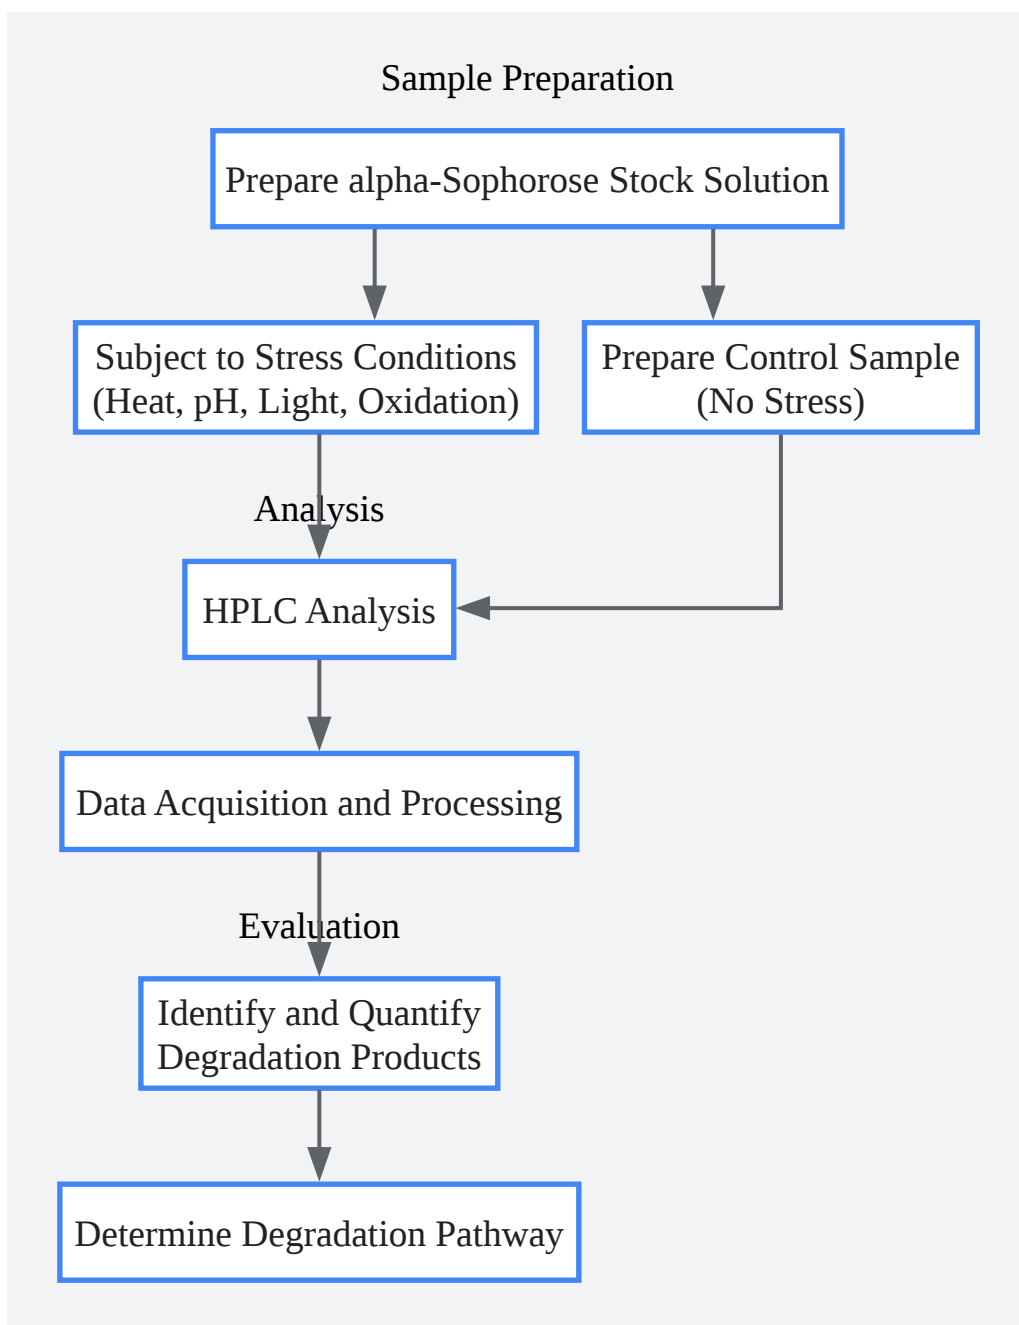 Sample Preparation
Prepare alpha-Sophorose Stock Solution
Subject to Stress Conditions
(Heat, pH, Light, Oxidation)
Prepare Control Sample
(No Stress)
Analysis
HPLC Analysis
Data Acquisition and Processing
Evaluation
Identify and Quantify
Degradation Products
Determine Degradation Pathway